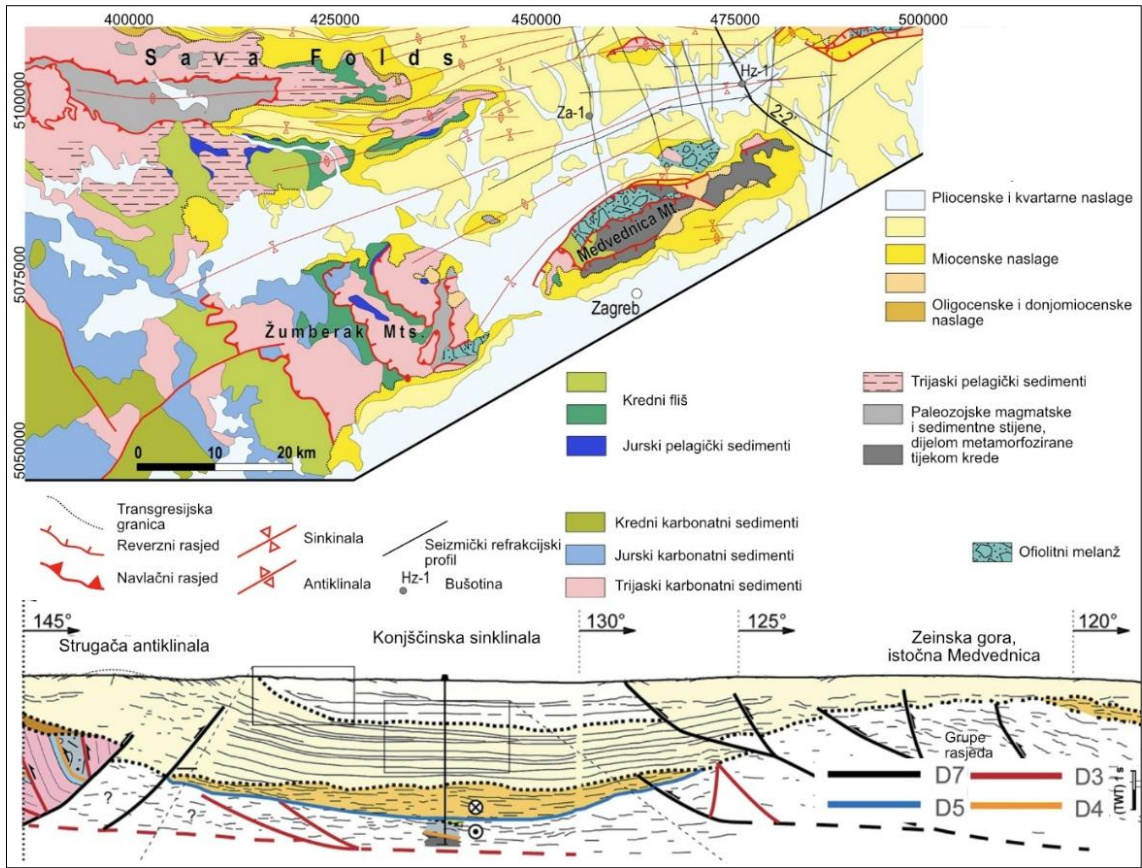 400000 425000 450000 475000 500000
5100000
5075000
5050000
Sava Folds
Hz-1
Za-1
2-2'
Medvednica Mt.
Zagreb
Žumberak Mts.
0 10 20 km
Pliocenske i kvartarne naslage
Miocenske naslage
Oligocenske i donjomiocenske
naslage
Kredni fliš
Jurski pelagički sedimenti
Trijaski pelagički sedimenti
Paleozojske magmatske
i sedimentne stijene,
dijelom metamorfozirane
tijekom krede
Transgresijska
granica
Reverzni rasjed
Navlačni rasjed
Sinkinala
Antiklinala
Seizmički refrakcijski
profil
Hz-1 Bušotina
Kredni karbonatni sedimenti
Jurski karbonatni sedimenti
Trijaski karbonatni sedimenti
Ofiolitni melanž
145° 130° 125° 120°
Strugača antiklinala
Konjščinska sinklinala
Zeinska gora,
istočna Medvednica
? ?
Grupe
rasjeda
D7 D3
D5 D4
1 s
(TWT)